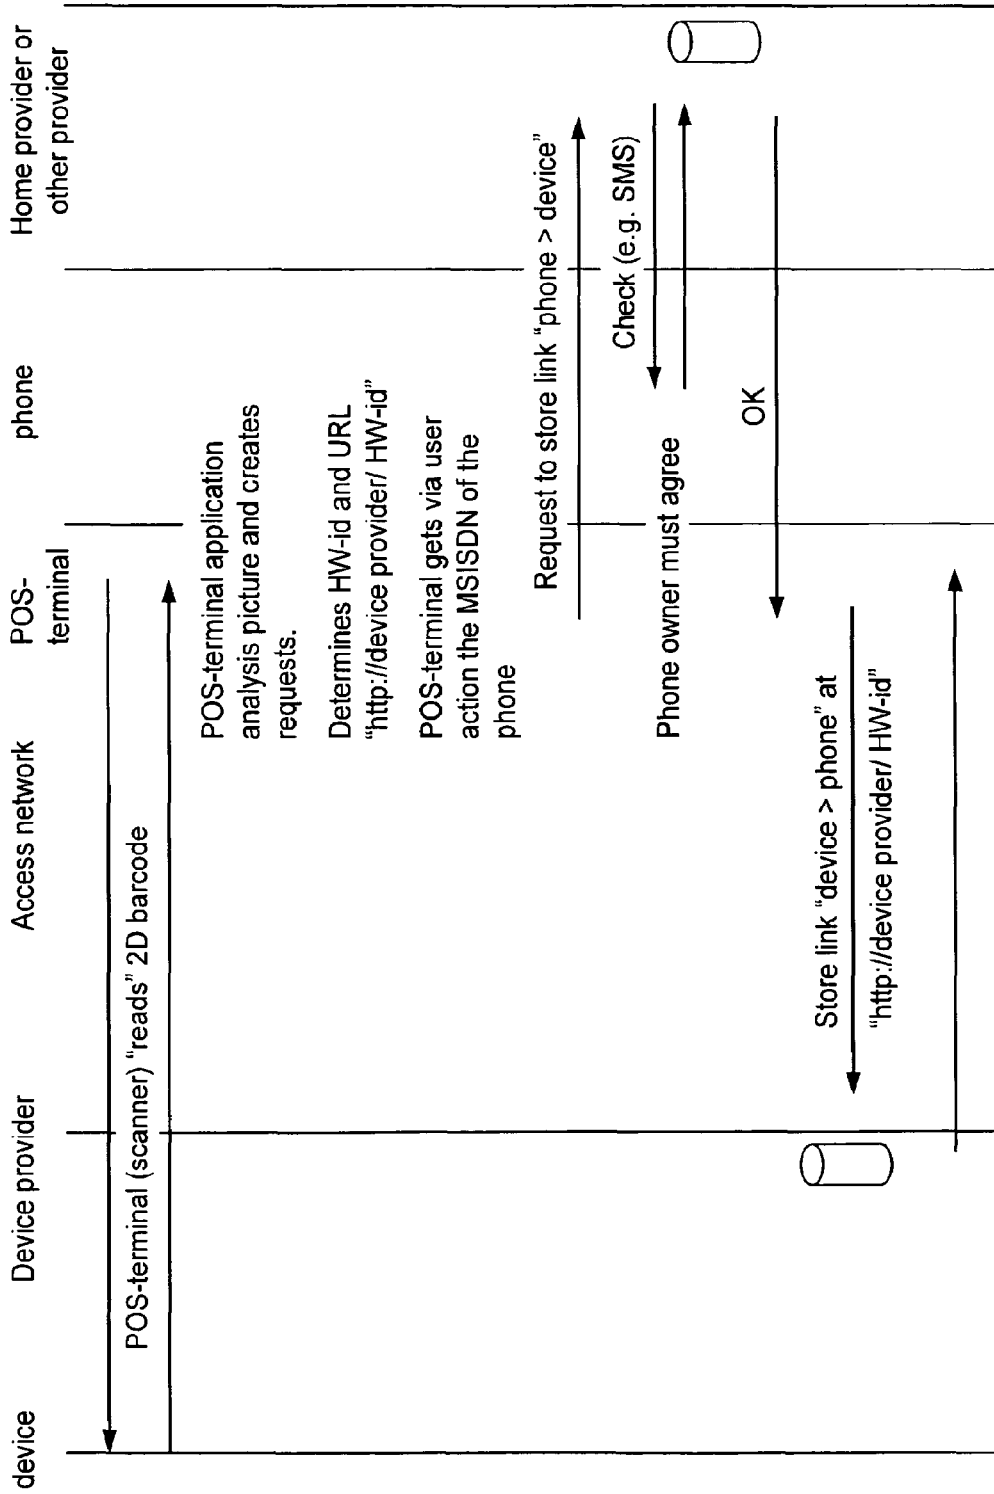 device
Device provider
Access network
POS-
terminal
phone
Home provider or
other provider
POS-terminal (scanner) “reads” 2D barcode
POS-terminal application
analysis picture and creates
requests.
Determines HW-id and URL
“http://device provider/ HW-id”
POS-terminal gets via user
action the MSISDN of the
phone
Request to store link “phone > device”
Check (e.g. SMS)
Phone owner must agree
OK
Store link “device > phone” at
“http://device provider/ HW-id”